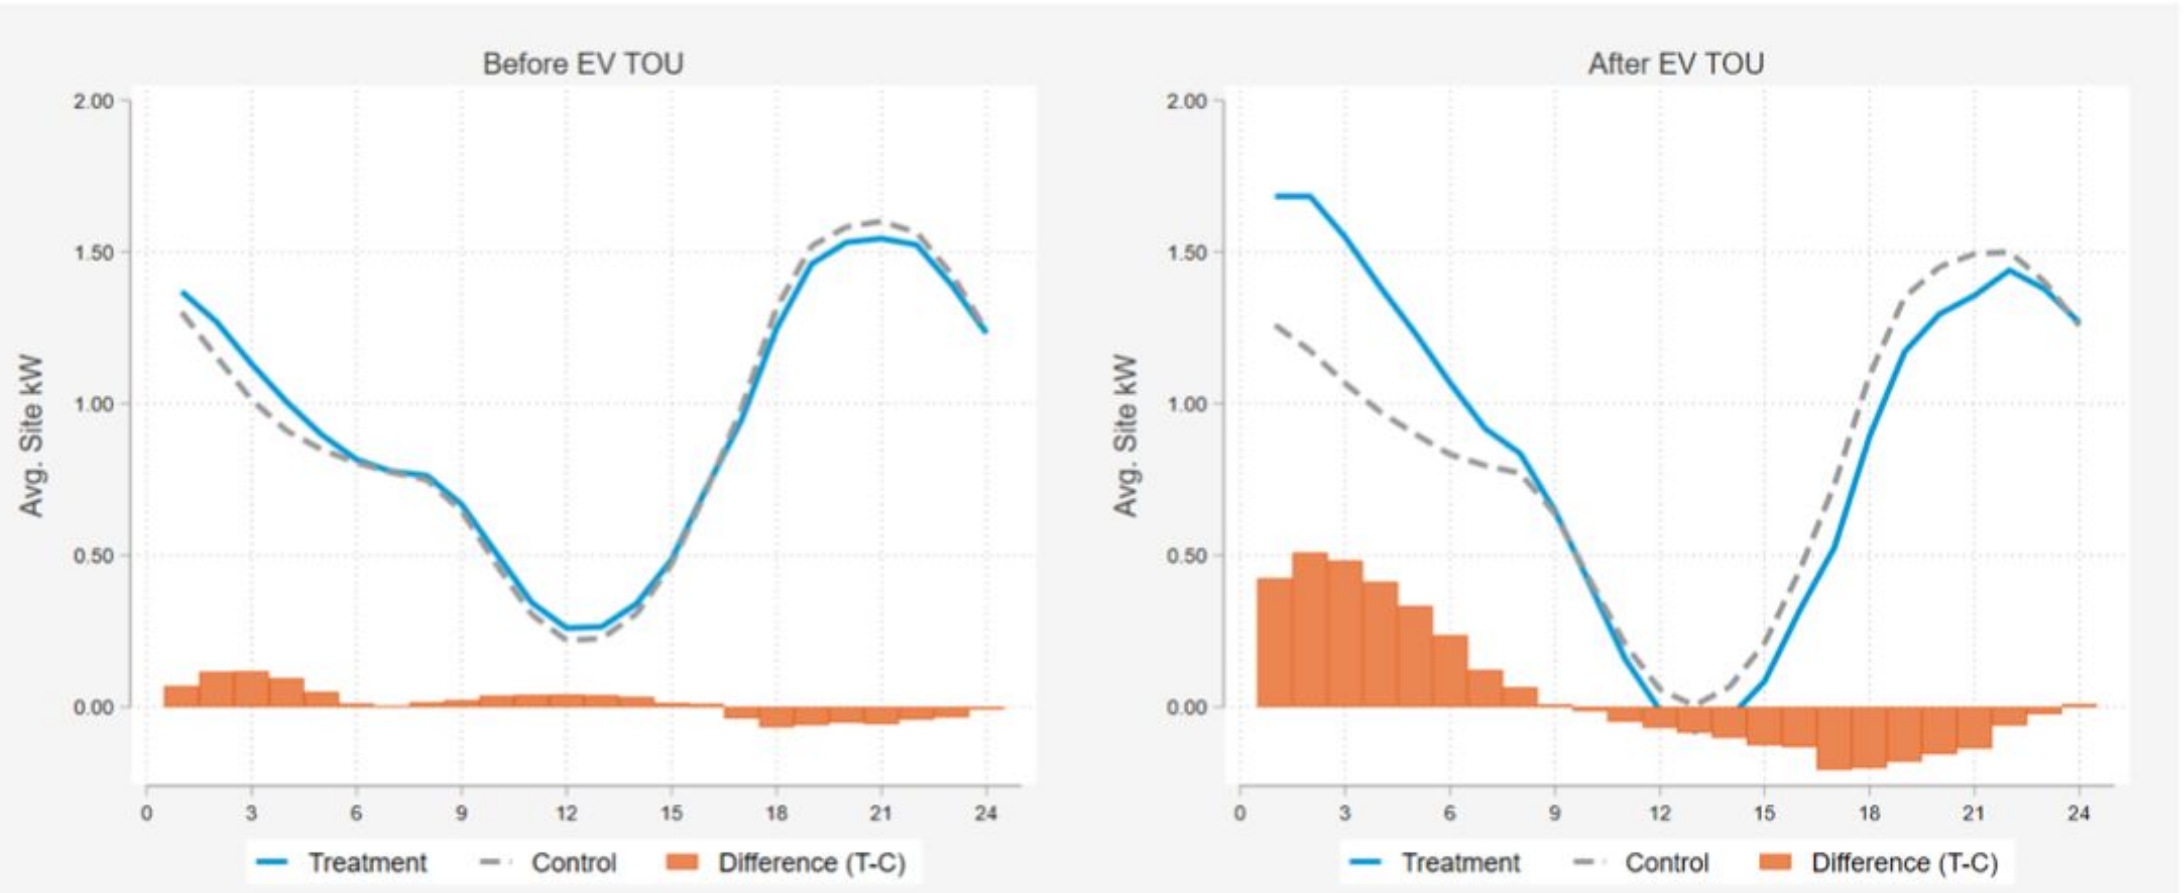 Before EV TOU
Avg. Site kW
2.00
1.50
1.00
0.50
0.00
0 3 6 9 12 15 18 21 24
Treatment Control Difference (T-C)
After EV TOU
Avg. Site kW
2.00
1.50
1.00
0.50
0.00
0 3 6 9 12 15 18 21 24
Treatment Control Difference (T-C)